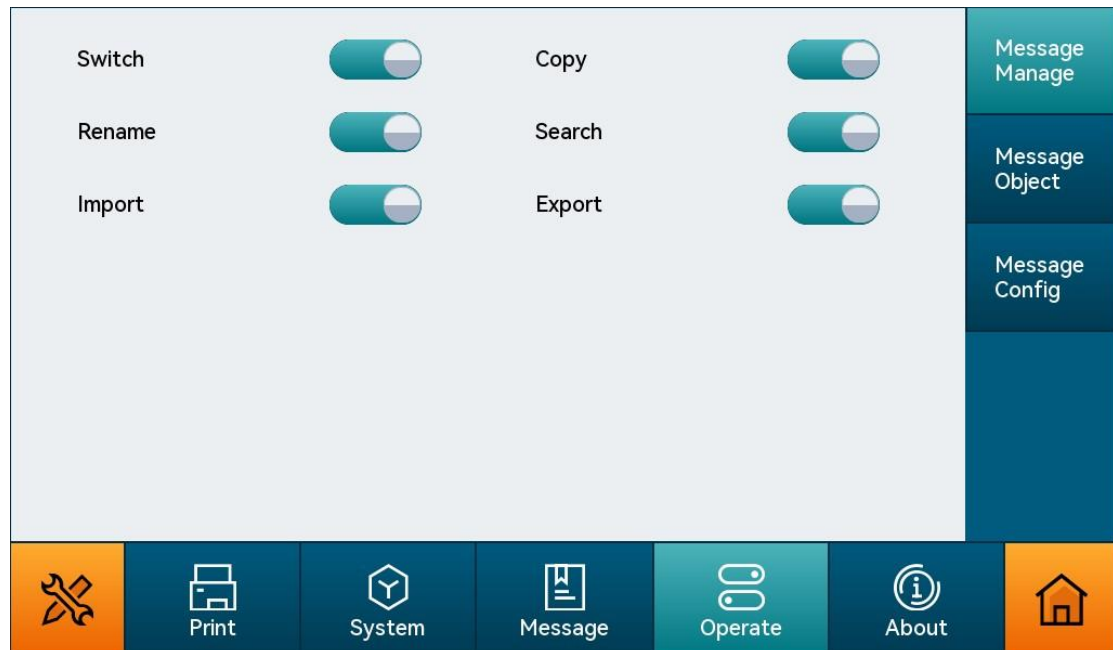 Switch
Copy
Rename
Search
Import
Export
Message
Manage
Message
Object
Message
Config
Print
System
Message
Operate
About